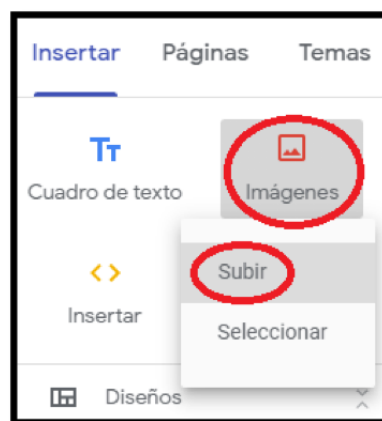 Insertar Páginas Temas
Cuadro de texto Imágenes
Subir
Insertar
Seleccionar
Diseños